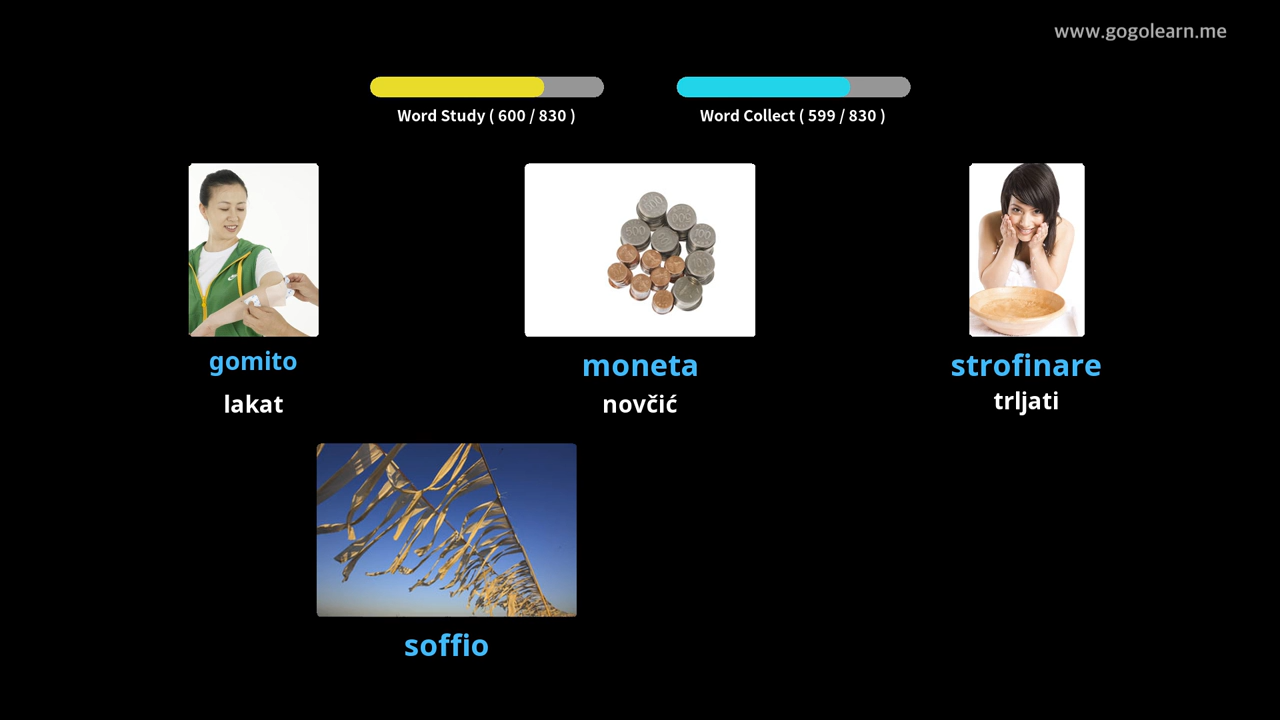 www.gogolearn.me
Word Study ( 600 / 830 )
Word Collect ( 599 / 830 )
gomito
lakat
moneta
novčić
strofinare
trljati
soffio